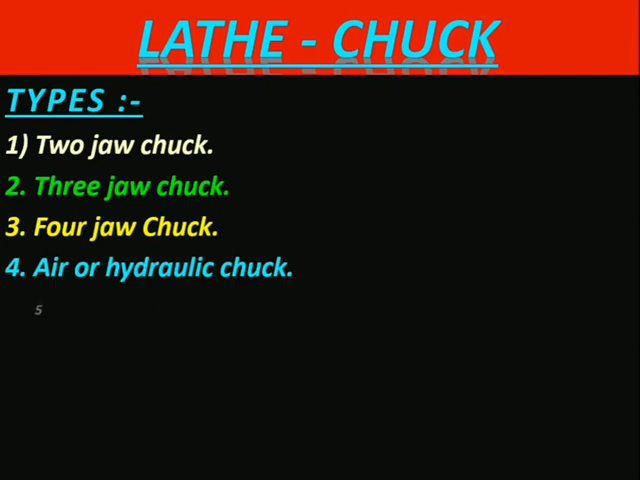 LATHE - CHUCK
TYPES :-
1) Two jaw chuck.
2. Three jaw chuck.
3. Four jaw Chuck.
4. Air or hydraulic chuck.
5